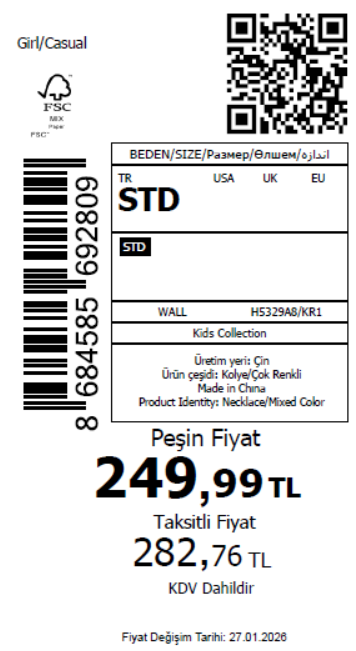 Girl/Casual
FSC
MIX
Paper
FSC™
BEDEN/SIZE/Размер/Өлшем/اندازه
TR USA UK EU
STD
STD
8 684585 692809
WALL H5329A8/KR1
Kids Collection
Üretim yeri: Çin
Ürün çeşidi: Kolye/Çok Renkli
Made in China
Product Identity: Necklace/Mixed Color
Peşin Fiyat
249,99 TL
Taksitli Fiyat
282,76 TL
KDV Dahildir
Fiyat Değişim Tarihi: 27.01.2026